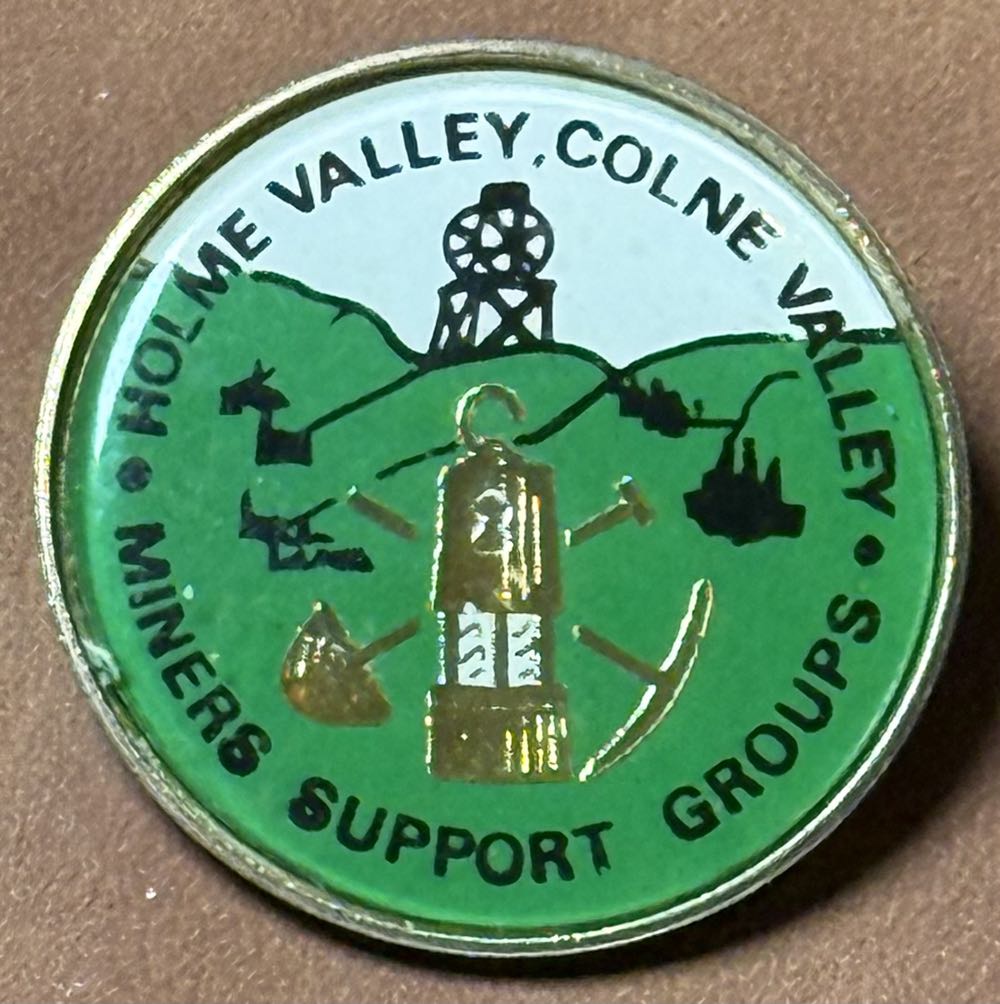 HOLME VALLEY, COLNE VALLEY
• MINERS SUPPORT GROUPS •